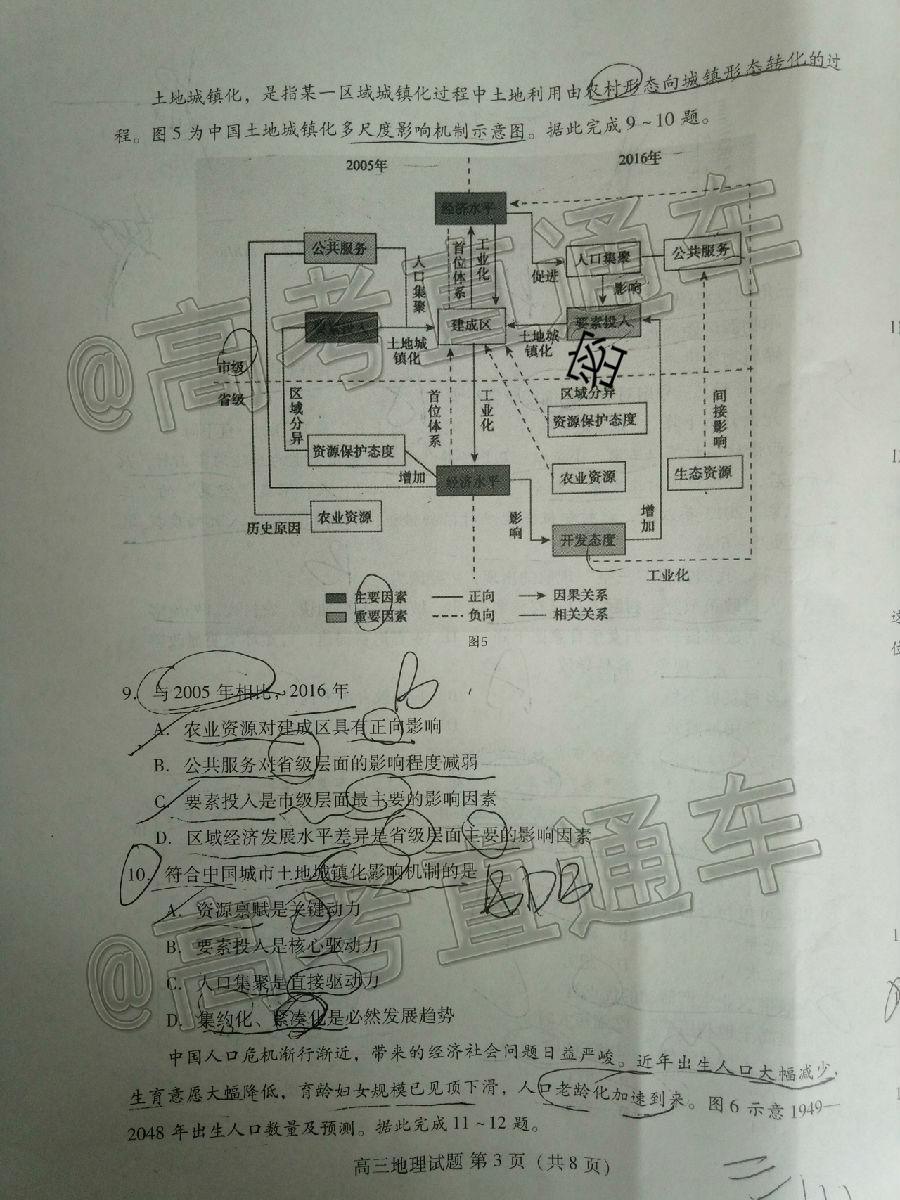 土地城镇化，是指某一区域城镇化过程中土地利用由农村形态向城镇形态转化的过
程。图5为中国土地城镇化多尺度影响机制示意图。据此完成9~10题。
2005年
2016年
经济水平
公共服务
人口集聚
首位体系
工业化
促进
人口集聚
公共服务
影响
建成区
要素投入
土地城
镇化
土地城
镇化
市级
省级
区域分异
首位体系
工业化
区域分异
资源保护态度
间接影响
资源保护态度
增加
经济水平
农业资源
生态资源
历史原因
农业资源
影响
开发态度
增加
工业化
主要因素
正向
因果关系
重要因素
负向
相关关系
图5
9. 与2005年相比，2016年
A. 农业资源对建成区具有正向影响
B. 公共服务对省级层面的影响程度减弱
C. 要素投入是市级层面最主要的影响因素
D. 区域经济发展水平差异是省级层面主要的影响因素
10. 符合中国城市土地城镇化影响机制的是
A. 资源禀赋是关键动力
B. 要素投入是核心驱动力
C. 人口集聚是直接驱动力
D. 集约化、紧凑化是必然发展趋势
中国人口危机渐行渐近，带来的经济社会问题日益严峻。近年出生人口大幅减少，
生育意愿大幅降低，育龄妇女规模已见顶下滑，人口老龄化加速到来。图6示意1949—
2048年出生人口数量及预测。据此完成11~12题。
高三地理试题 第3页（共8页）
@高考直通车
@高考直通车